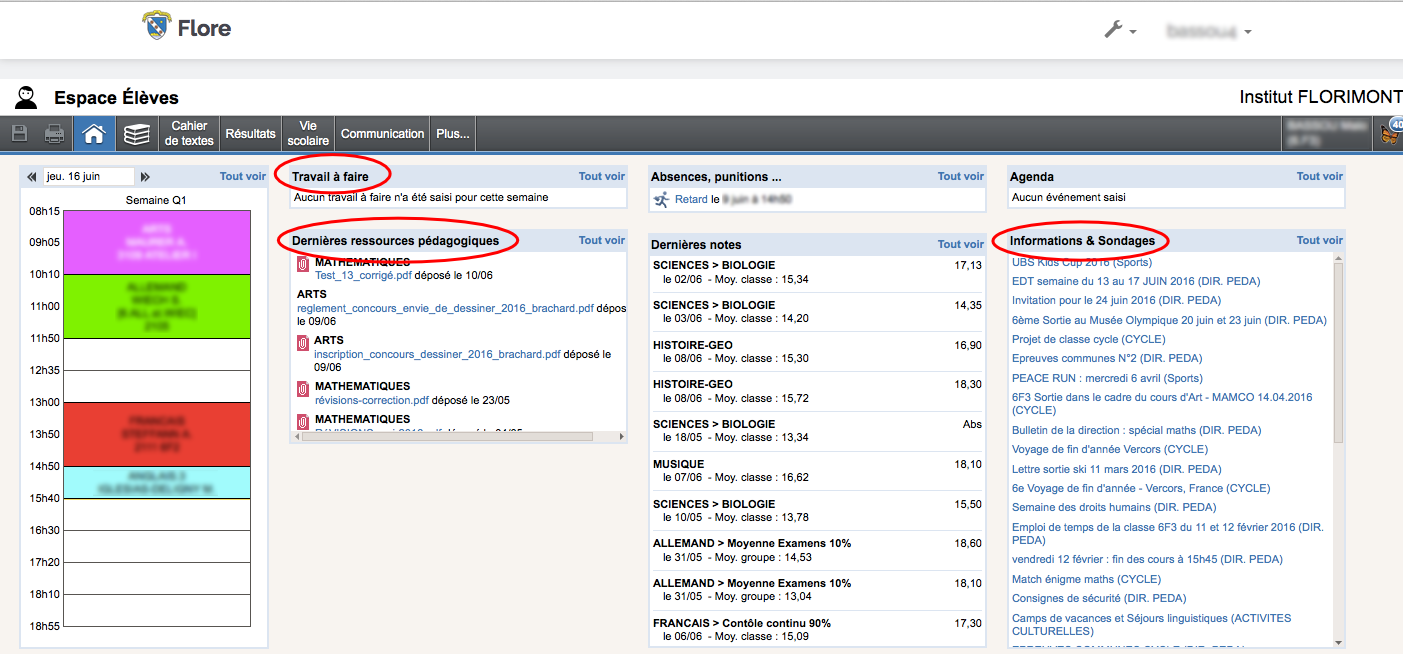 Flore
Espace Élèves
Institut FLORIMONT
Cahier
de textes
Résultats
Vie
scolaire
Communication
Plus...
40
jeu. 16 juin
Tout voir
Semaine Q1
08h15
09h05
10h10
11h00
11h50
12h35
13h00
13h50
14h50
15h40
16h30
17h20
18h10
18h55
Travail à faire
Tout voir
Aucun travail à faire n'a été saisi pour cette semaine
Dernières ressources pédagogiques
Tout voir
MATHEMATIQUES
Test_13_corrigé.pdf déposé le 10/06
ARTS
reglement_concours_envie_de_dessiner_2016_brachard.pdf dépos
le 09/06
ARTS
inscription_concours_dessiner_2016_brachard.pdf déposé le
09/06
MATHEMATIQUES
révisions-correction.pdf déposé le 23/05
MATHEMATIQUES
Absences, punitions ...
Tout voir
Retard le
Dernières notes
Tout voir
SCIENCES > BIOLOGIE 17,13
le 02/06 - Moy. classe : 15,34
SCIENCES > BIOLOGIE 14,35
le 03/06 - Moy. classe : 14,20
HISTOIRE-GEO 16,90
le 08/06 - Moy. classe : 15,30
HISTOIRE-GEO 18,30
le 08/06 - Moy. classe : 15,72
SCIENCES > BIOLOGIE Abs
le 18/05 - Moy. classe : 13,34
MUSIQUE 18,10
le 07/06 - Moy. classe : 16,62
SCIENCES > BIOLOGIE 15,50
le 10/05 - Moy. classe : 13,78
ALLEMAND > Moyenne Examens 10% 18,60
le 31/05 - Moy. groupe : 14,53
ALLEMAND > Moyenne Examens 10% 18,10
le 31/05 - Moy. groupe : 13,04
FRANCAIS > Contôle continu 90% 17,30
le 06/06 - Moy. classe : 15,09
Agenda
Tout voir
Aucun événement saisi
Informations & Sondages
Tout voir
UBS Kids Cup 2016 (Sports)
EDT semaine du 13 au 17 JUIN 2016 (DIR. PEDA)
Invitation pour le 24 juin 2016 (DIR. PEDA)
6ème Sortie au Musée Olympique 20 juin et 23 juin (DIR. PEDA)
Projet de classe cycle (CYCLE)
Epreuves communes N°2 (DIR. PEDA)
PEACE RUN : mercredi 6 avril (Sports)
6F3 Sortie dans le cadre du cours d'Art - MAMCO 14.04.2016
(CYCLE)
Bulletin de la direction : spécial maths (DIR. PEDA)
Voyage de fin d'année Vercors (CYCLE)
Lettre sortie ski 11 mars 2016 (DIR. PEDA)
6e Voyage de fin d'année - Vercors, France (CYCLE)
Semaine des droits humains (DIR. PEDA)
Emploi de temps de la classe 6F3 du 11 et 12 février 2016 (DIR.
PEDA)
vendredi 12 février : fin des cours à 15h45 (DIR. PEDA)
Match énigme maths (CYCLE)
Consignes de sécurité (DIR. PEDA)
Camps de vacances et Séjours linguistiques (ACTIVITES
CULTURELLES)